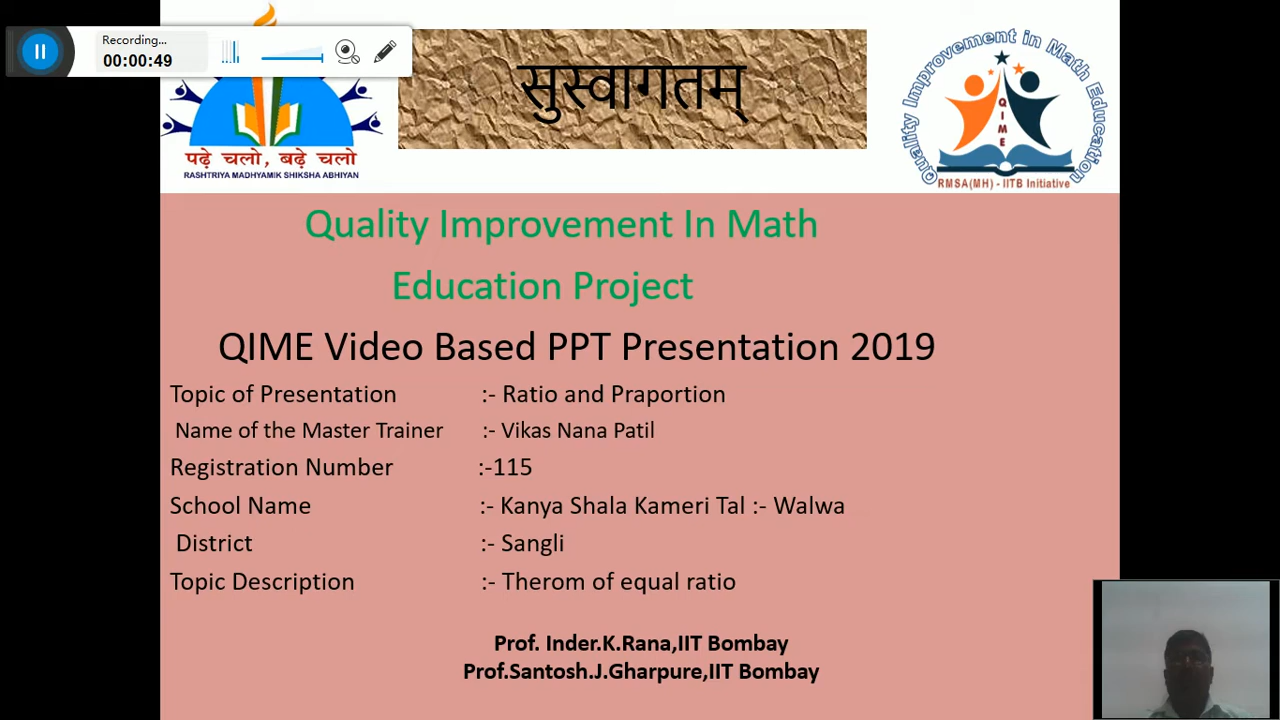 Recording...
00:00:49
पढ़े चलो, बढ़े चलो
RASHTRIYA MADHYAMIK SHIKSHA ABHIYAN
सुस्वागतम्
Quality Improvement in Math Education
QIME
RMSA(MH) - IITB Initiative
Quality Improvement In Math
Education Project
QIME Video Based PPT Presentation 2019
Topic of Presentation :- Ratio and Praportion
Name of the Master Trainer :- Vikas Nana Patil
Registration Number :-115
School Name :- Kanya Shala Kameri Tal :- Walwa
District :- Sangli
Topic Description :- Therom of equal ratio
Prof. Inder.K.Rana,IIT Bombay
Prof.Santosh.J.Gharpure,IIT Bombay